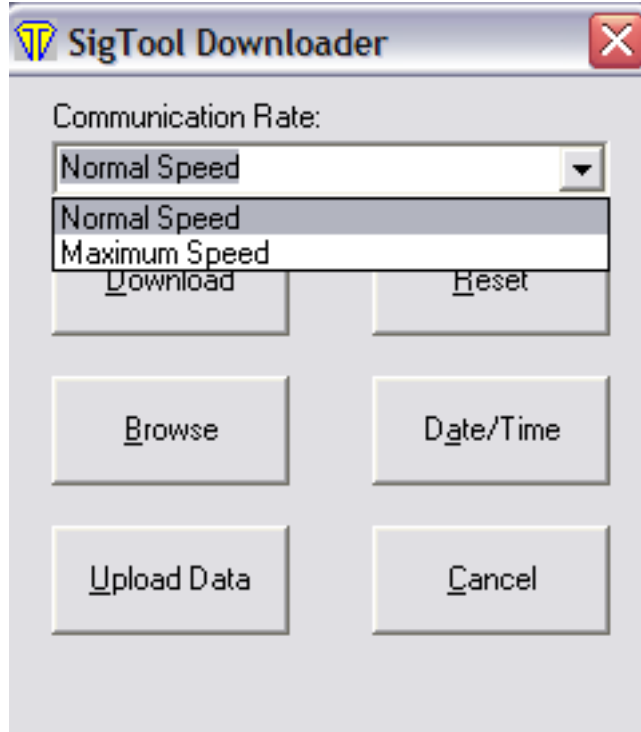 SigTool Downloader
Communication Rate:
Normal Speed
Normal Speed
Maximum Speed
Download Reset
Browse Date/Time
Upload Data Cancel